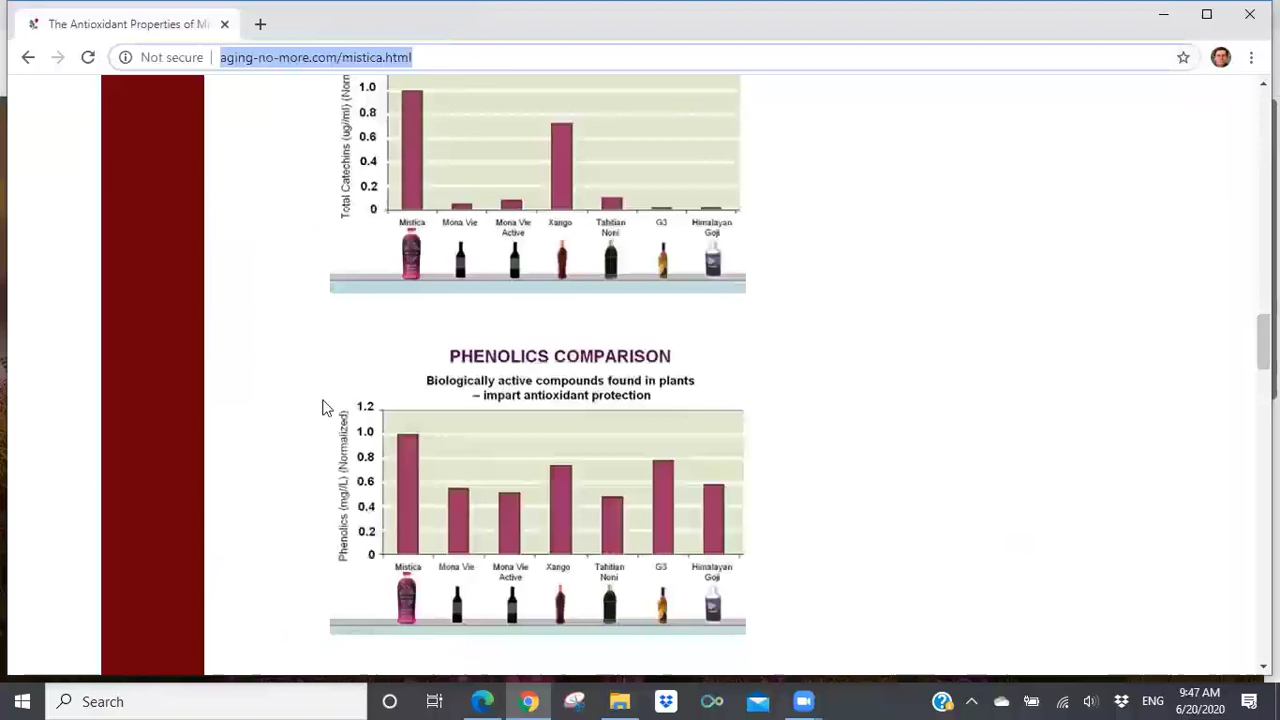 The Antioxidant Properties of M
Not secure
aging-no-more.com/mistica.html
Total Catechins (ug//ml) (Norm
1.0
0.8
0.6
0.4
0.2
0
Mistica
Mona Vie
Mona Vie
Active
Xango
Tahitian
Noni
G3
Himalayan
Goji
PHENOLICS COMPARISON
Biologically active compounds found in plants
– impart antioxidant protection
Phenolics (mg//L) (Normalized)
1.2
1.0
0.8
0.6
0.4
0.2
0
Mistica
Mona Vie
Mona Vie
Active
Xango
Tahitian
Noni
G3
Himalayan
Goji
Search
ENG
9:47 AM
6/20/2020